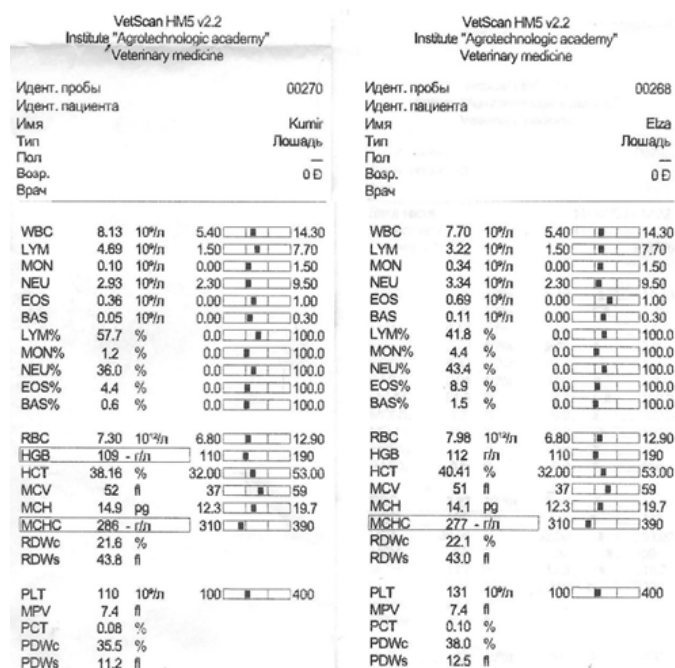 VetScan HM5 v2.2
Institute "Agrotechnologic academy"
Veterinary medicine
Идент. пробы 00270
Идент. пациента
Имя Kumir
Тип Лошадь
Пол —
Возр. 0 Đ
Врач
WBC 8.13 10⁹/л 5.40 14.30
LYM 4.69 10⁹/л 1.50 7.70
MON 0.10 10⁹/л 0.00 1.50
NEU 2.93 10⁹/л 2.30 9.50
EOS 0.36 10⁹/л 0.00 1.00
BAS 0.05 10⁹/л 0.00 0.30
LYM% 57.7 % 0.0 100.0
MON% 1.2 % 0.0 100.0
NEU% 36.0 % 0.0 100.0
EOS% 4.4 % 0.0 100.0
BAS% 0.6 % 0.0 100.0
RBC 7.30 10¹²/л 6.80 12.90
HGB 109 - г/л 110 190
HCT 38.16 % 32.00 53.00
MCV 52 fl 37 59
MCH 14.9 pg 12.3 19.7
MCHC 286 - г/л 310 390
RDWc 21.6 %
RDWs 43.8 fl
PLT 110 10⁹/л 100 400
MPV 7.4 fl
PCT 0.08 %
PDWc 35.5 %
PDWs 11.2 fl
VetScan HM5 v2.2
Institute "Agrotechnologic academy"
Veterinary medicine
Идент. пробы 00268
Идент. пациента
Имя Elza
Тип Лошадь
Пол —
Возр. 0 Đ
Врач
WBC 7.70 10⁹/л 5.40 14.30
LYM 3.22 10⁹/л 1.50 7.70
MON 0.34 10⁹/л 0.00 1.50
NEU 3.34 10⁹/л 2.30 9.50
EOS 0.69 10⁹/л 0.00 1.00
BAS 0.11 10⁹/л 0.00 0.30
LYM% 41.8 % 0.0 100.0
MON% 4.4 % 0.0 100.0
NEU% 43.4 % 0.0 100.0
EOS% 8.9 % 0.0 100.0
BAS% 1.5 % 0.0 100.0
RBC 7.98 10¹²/л 6.80 12.90
HGB 112 г/л 110 190
HCT 40.41 % 32.00 53.00
MCV 51 fl 37 59
MCH 14.1 pg 12.3 19.7
MCHC 277 - г/л 310 390
RDWc 22.1 %
RDWs 43.0 fl
PLT 131 10⁹/л 100 400
MPV 7.4 fl
PCT 0.10 %
PDWc 38.0 %
PDWs 12.5 fl